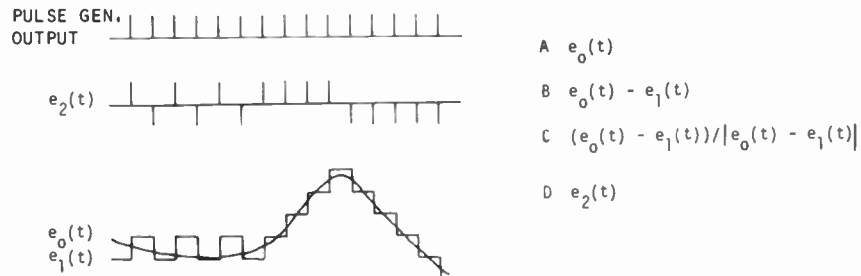 PULSE GEN.
OUTPUT
e₂(t)
e₀(t)
e₁(t)
A e₀(t)
B e₀(t) - e₁(t)
C (e₀(t) - e₁(t))/|e₀(t) - e₁(t)|
D e₂(t)